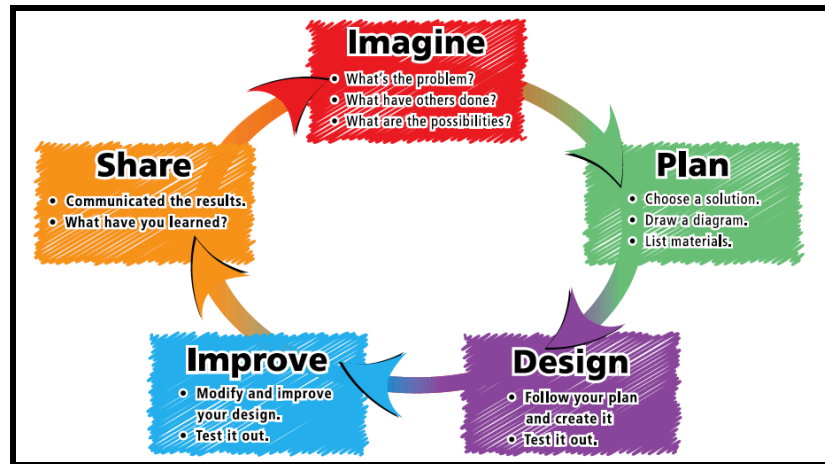 Imagine
• What's the problem?
• What have others done?
• What are the possibilities?
Plan
• Choose a solution.
• Draw a diagram.
• List materials.
Design
• Follow your plan
and create it
• Test it out.
Improve
• Modify and improve
your design.
• Test it out.
Share
• Communicated the results.
• What have you learned?